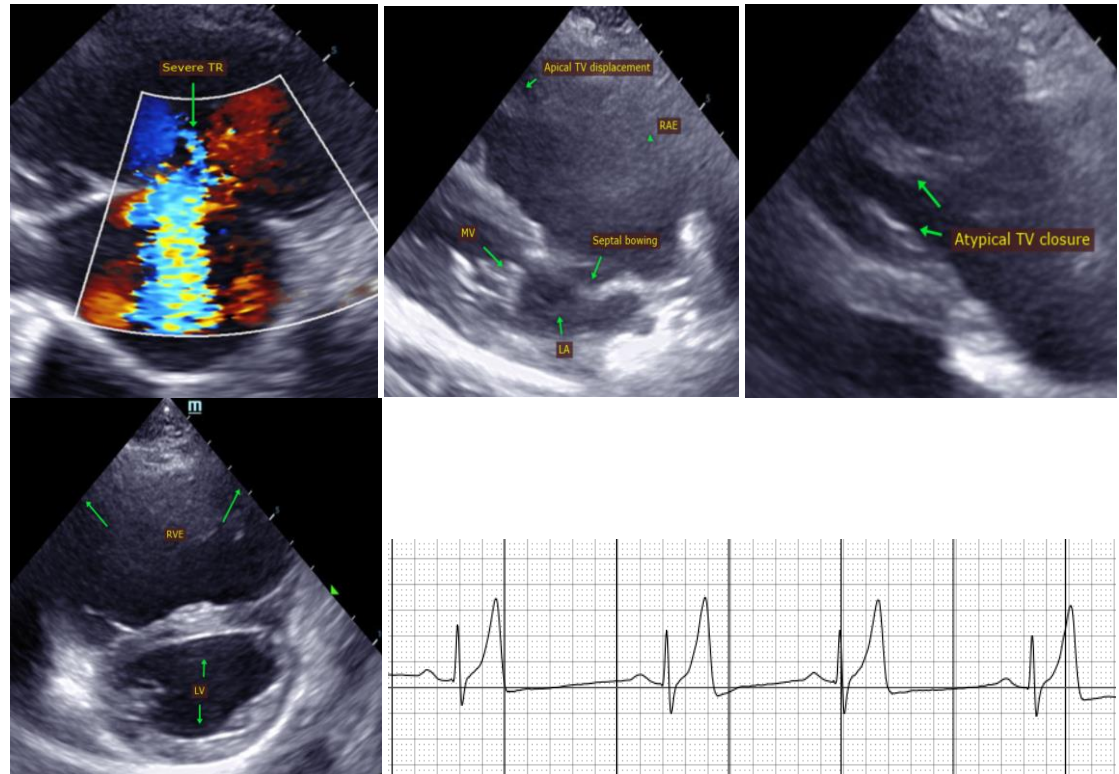 Severe TR
Apical TV displacement
RAE
MV
Septal bowing
LA
Atypical TV closure
m
RVE
LV